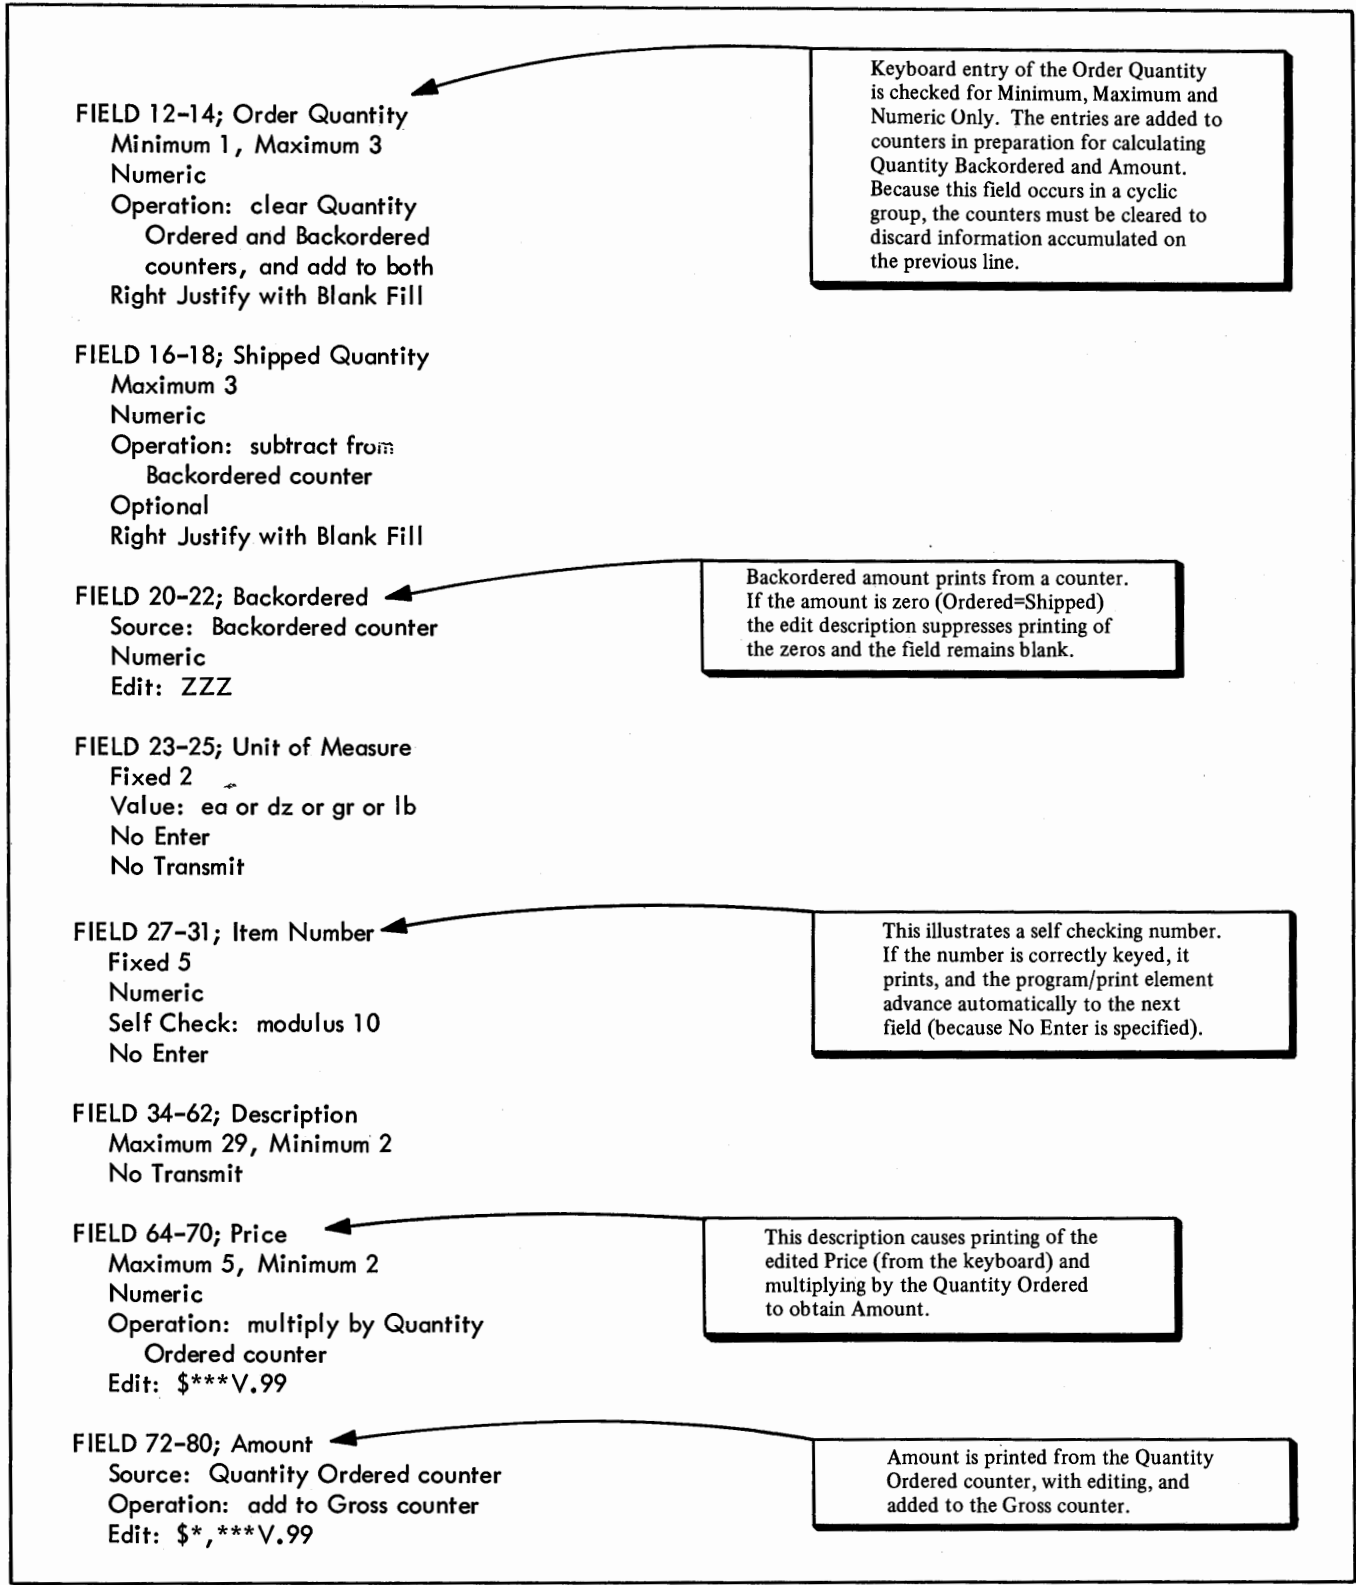 FIELD 12-14; Order Quantity
Minimum 1, Maximum 3
Numeric
Operation: clear Quantity
Ordered and Backordered
counters, and add to both
Right Justify with Blank Fill
Keyboard entry of the Order Quantity
is checked for Minimum, Maximum and
Numeric Only. The entries are added to
counters in preparation for calculating
Quantity Backordered and Amount.
Because this field occurs in a cyclic
group, the counters must be cleared to
discard information accumulated on
the previous line.
FIELD 16-18; Shipped Quantity
Maximum 3
Numeric
Operation: subtract from
Backordered counter
Optional
Right Justify with Blank Fill
FIELD 20-22; Backordered
Source: Backordered counter
Numeric
Edit: ZZZ
Backordered amount prints from a counter.
If the amount is zero (Ordered=Shipped)
the edit description suppresses printing of
the zeros and the field remains blank.
FIELD 23-25; Unit of Measure
Fixed 2
Value: ea or dz or gr or lb
No Enter
No Transmit
FIELD 27-31; Item Number
Fixed 5
Numeric
Self Check: modulus 10
No Enter
This illustrates a self checking number.
If the number is correctly keyed, it
prints, and the program/print element
advance automatically to the next
field (because No Enter is specified).
FIELD 34-62; Description
Maximum 29, Minimum 2
No Transmit
FIELD 64-70; Price
Maximum 5, Minimum 2
Numeric
Operation: multiply by Quantity
Ordered counter
Edit: $***V.99
This description causes printing of the
edited Price (from the keyboard) and
multiplying by the Quantity Ordered
to obtain Amount.
FIELD 72-80; Amount
Source: Quantity Ordered counter
Operation: add to Gross counter
Edit: $*,***V.99
Amount is printed from the Quantity
Ordered counter, with editing, and
added to the Gross counter.